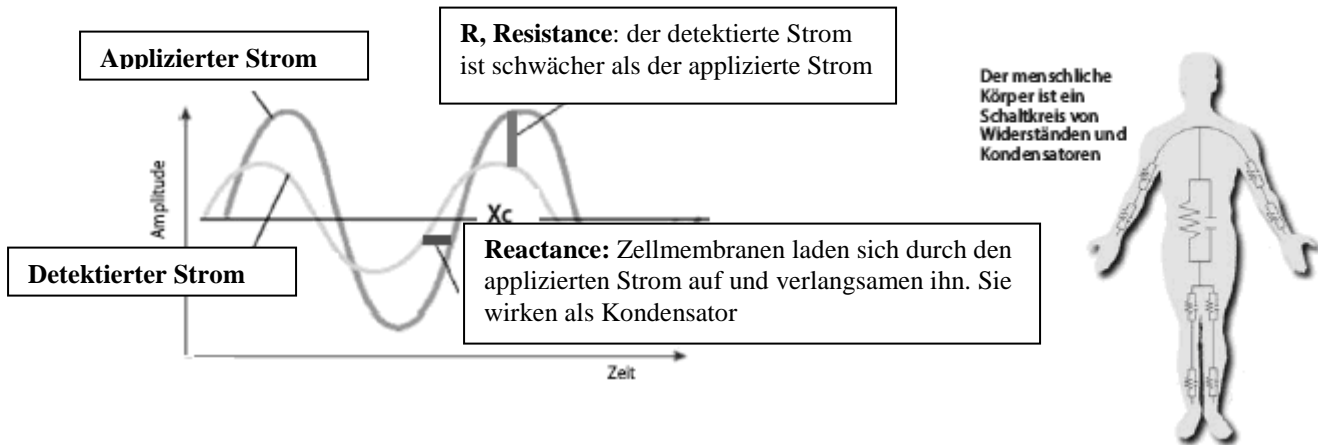 Applizierter Strom
R, Resistance: der detektierte Strom
ist schwächer als der applizierte Strom
Der menschliche
Körper ist ein
Schaltkreis von
Widerständen und
Kondensatoren
Amplitude
Xc
Detektierter Strom
Reactance: Zellmembranen laden sich durch den
applizierten Strom auf und verlangsamen ihn. Sie
wirken als Kondensator
Zeit